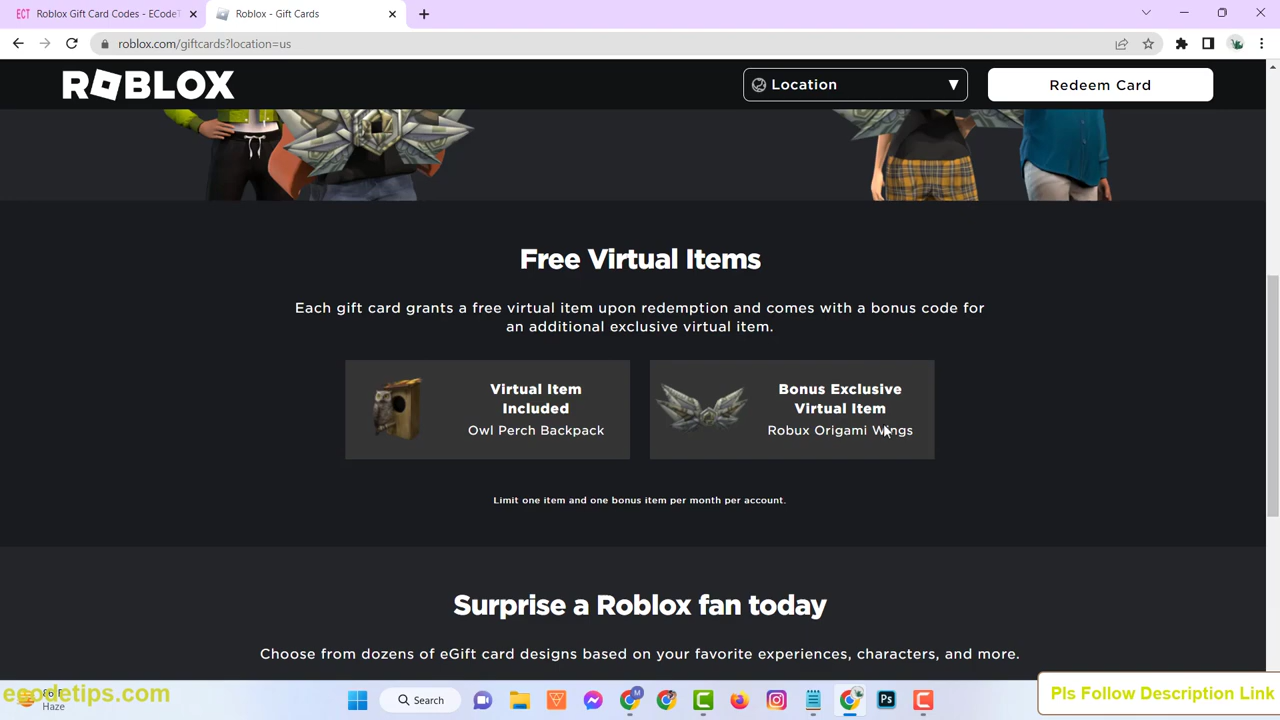 Roblox Gift Card Codes - ECodeT
Roblox - Gift Cards
roblox.com/giftcards?location=us
ROBLOX
Location
Redeem Card
Free Virtual Items
Each gift card grants a free virtual item upon redemption and comes with a bonus code for
an additional exclusive virtual item.
Virtual Item
Included
Owl Perch Backpack
Bonus Exclusive
Virtual Item
Robux Origami Wings
Limit one item and one bonus item per month per account.
Surprise a Roblox fan today
Choose from dozens of eGift card designs based on your favorite experiences, characters, and more.
Haze
Search
Ps
egodetips.com
Pls Follow Description Link